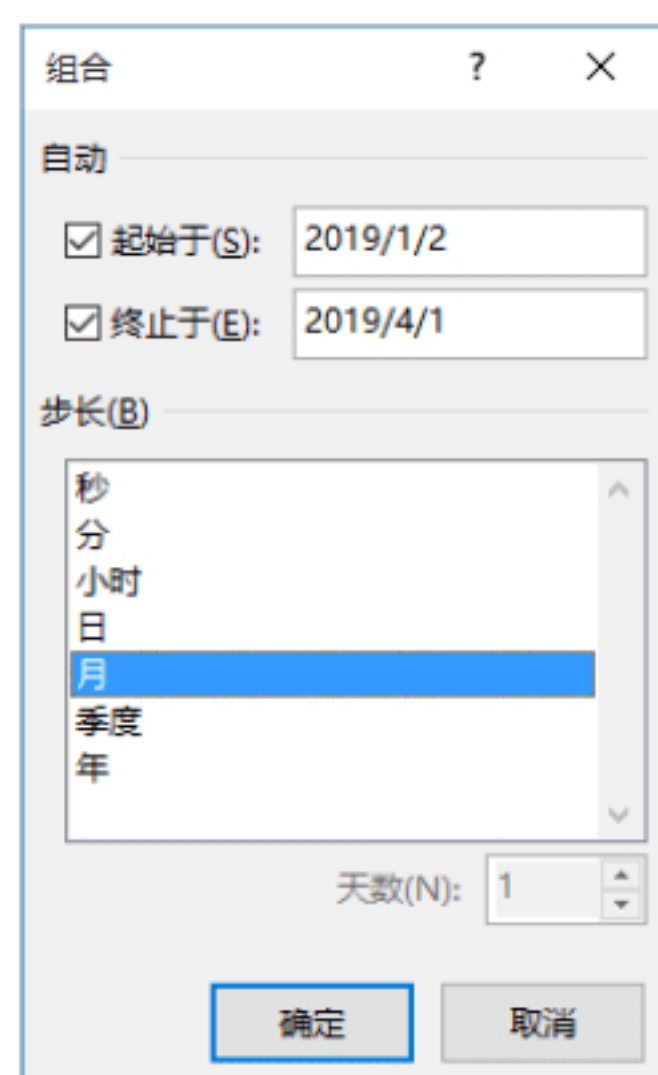 组合 ?
自动
起始于(S): 2019/1/2
终止于(E): 2019/4/1
步长(B)
秒
分
小时
日
月
季度
年
天数(N): 1
确定 取消